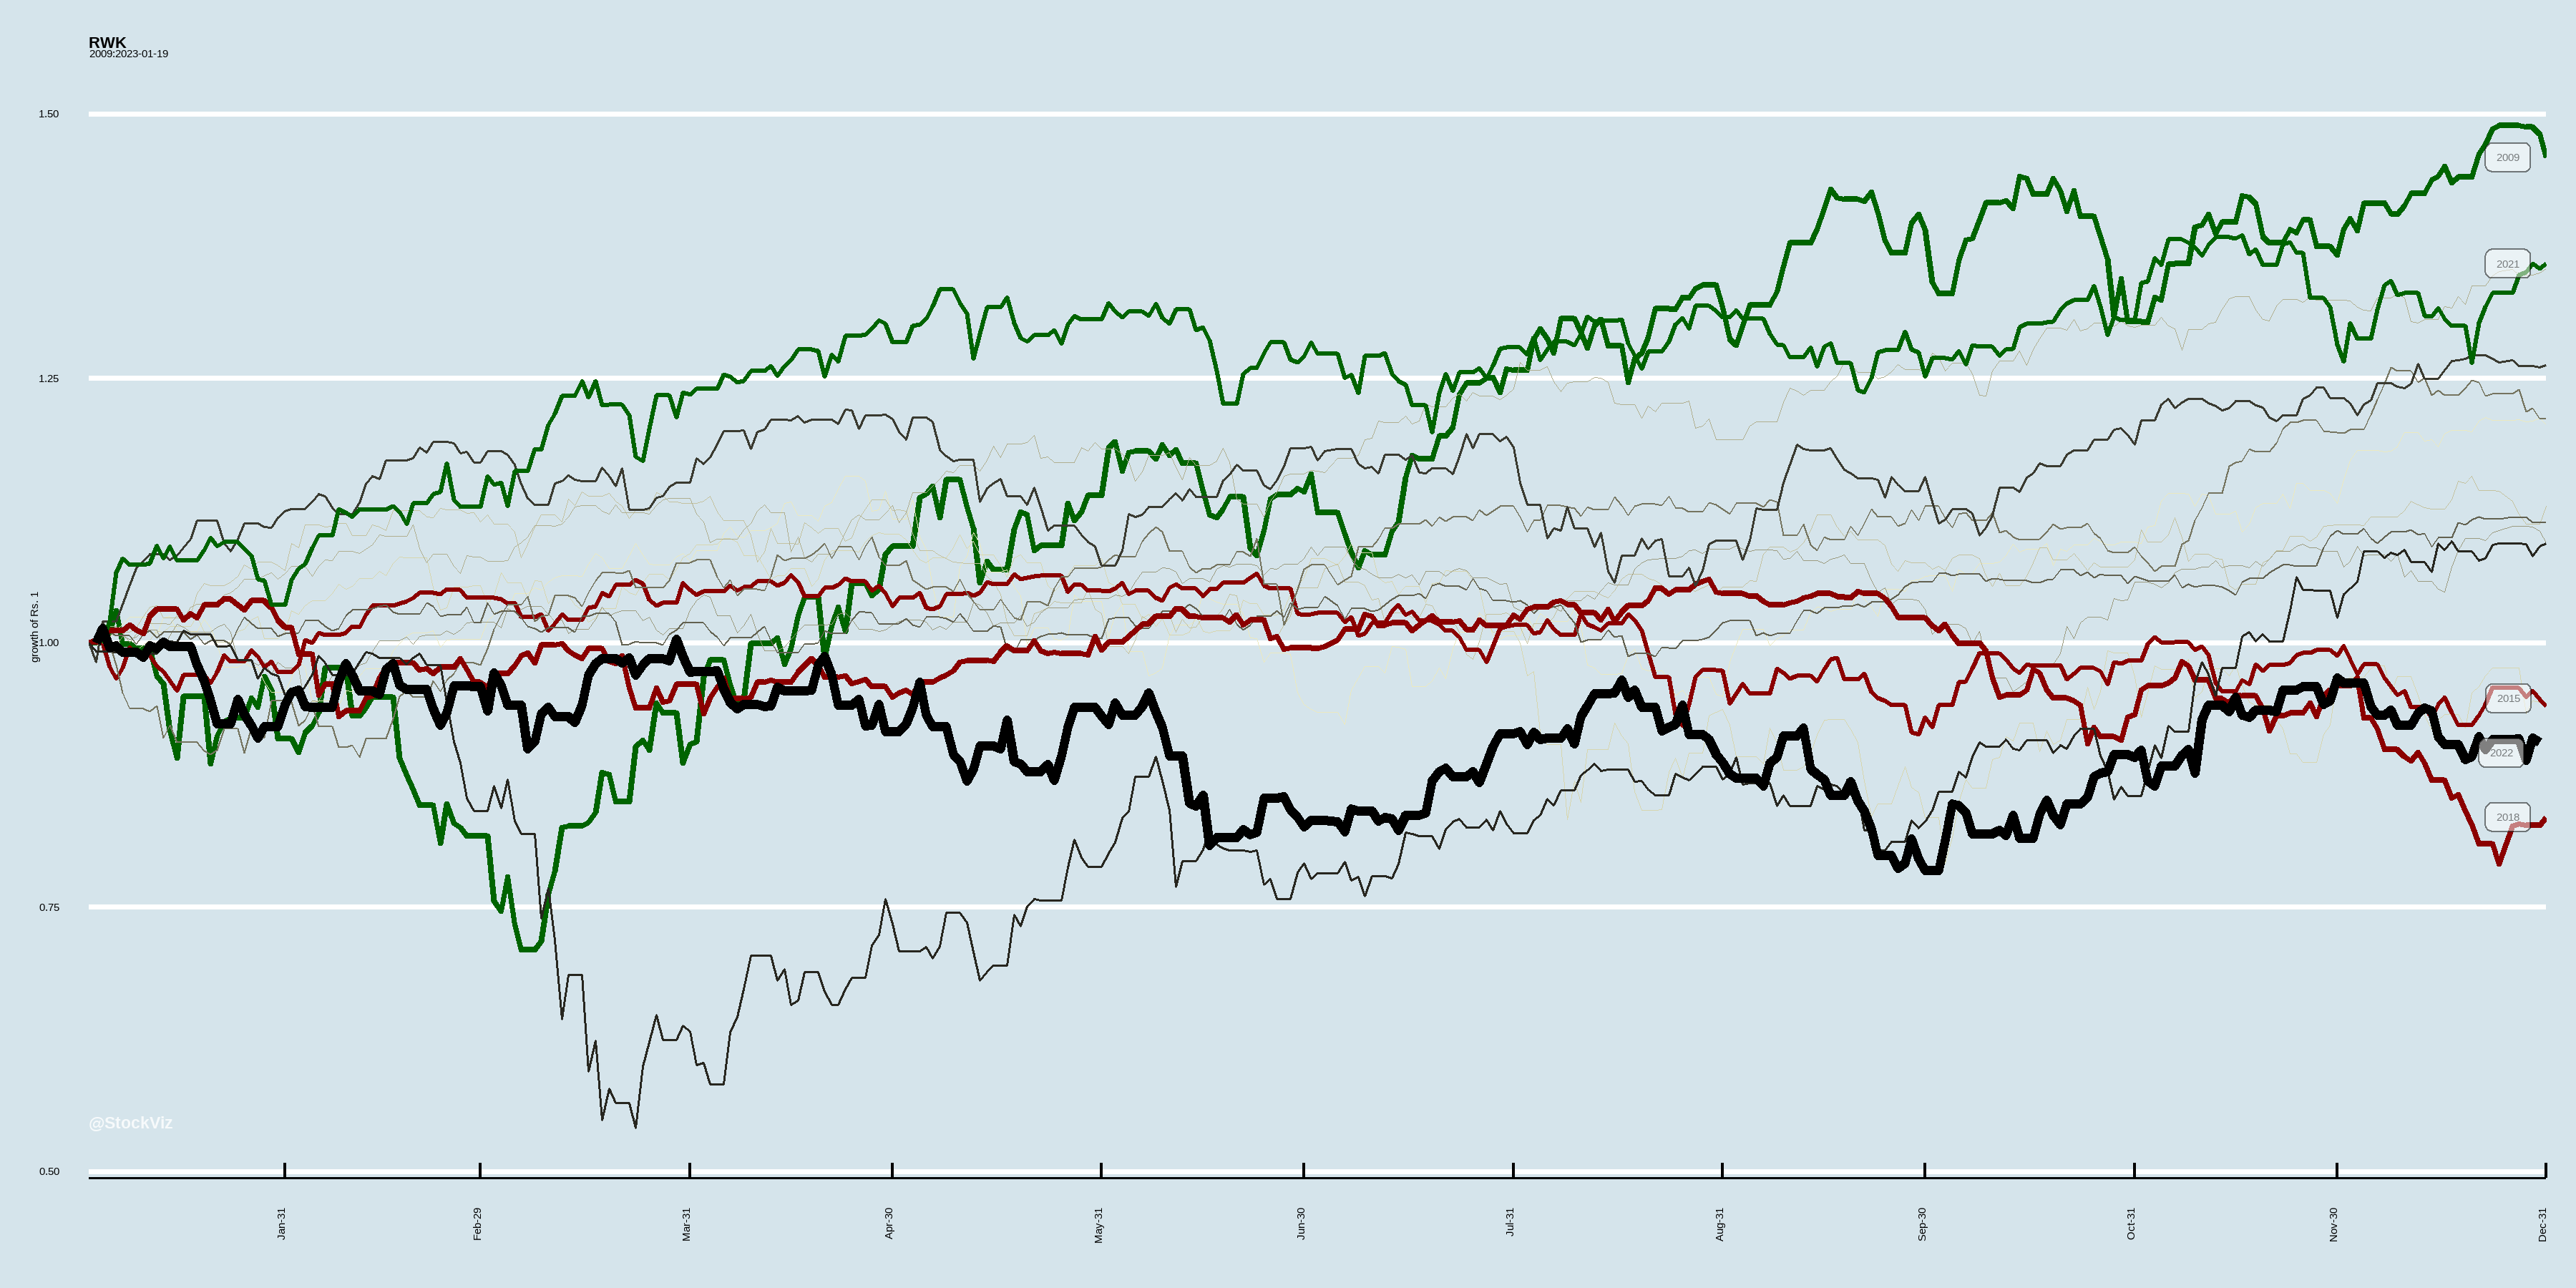 RWK
2009:2023-01-19
growth of Rs. 1
1.50
1.25
1.00
0.75
0.50
2009
2021
2015
2022
2018
@StockViz
Jan-31
Feb-29
Mar-31
Apr-30
May-31
Jun-30
Jul-31
Aug-31
Sep-30
Oct-31
Nov-30
Dec-31